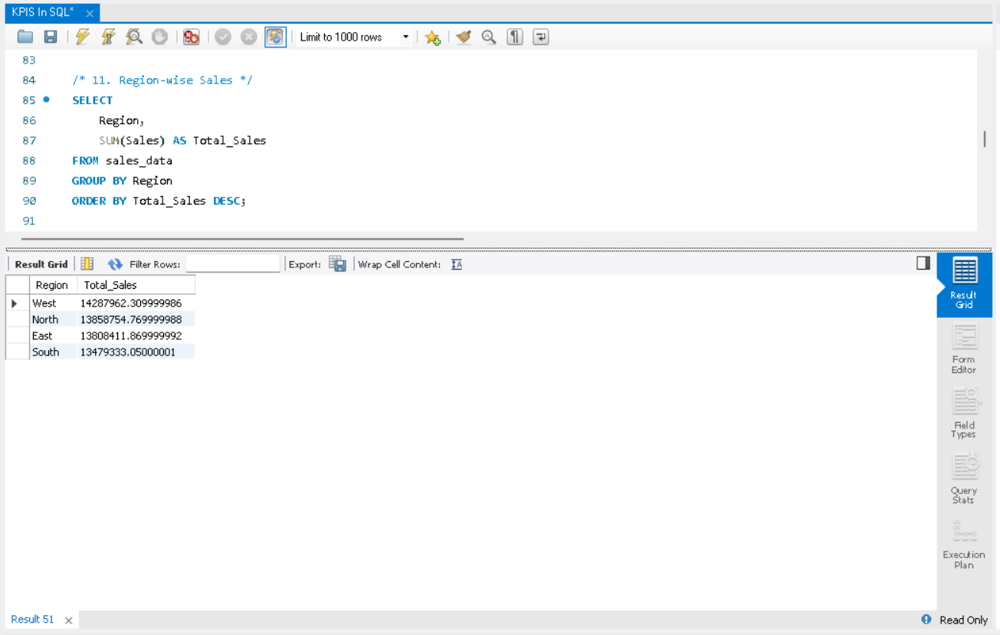 KPIS In SQL*
Limit to 1000 rows
83
84 /* 11. Region-wise Sales */
85 SELECT
86 Region,
87 SUM(Sales) AS Total_Sales
88 FROM sales_data
89 GROUP BY Region
90 ORDER BY Total_Sales DESC;
91
Result Grid Filter Rows: Export: Wrap Cell Content:
Region Total_Sales
West 14287962.309999986
North 13858754.769999988
East 13808411.869999992
South 13479333.05000001
Result
Grid
Form
Editor
Field
Types
Query
Stats
Execution
Plan
Result 51 Read Only